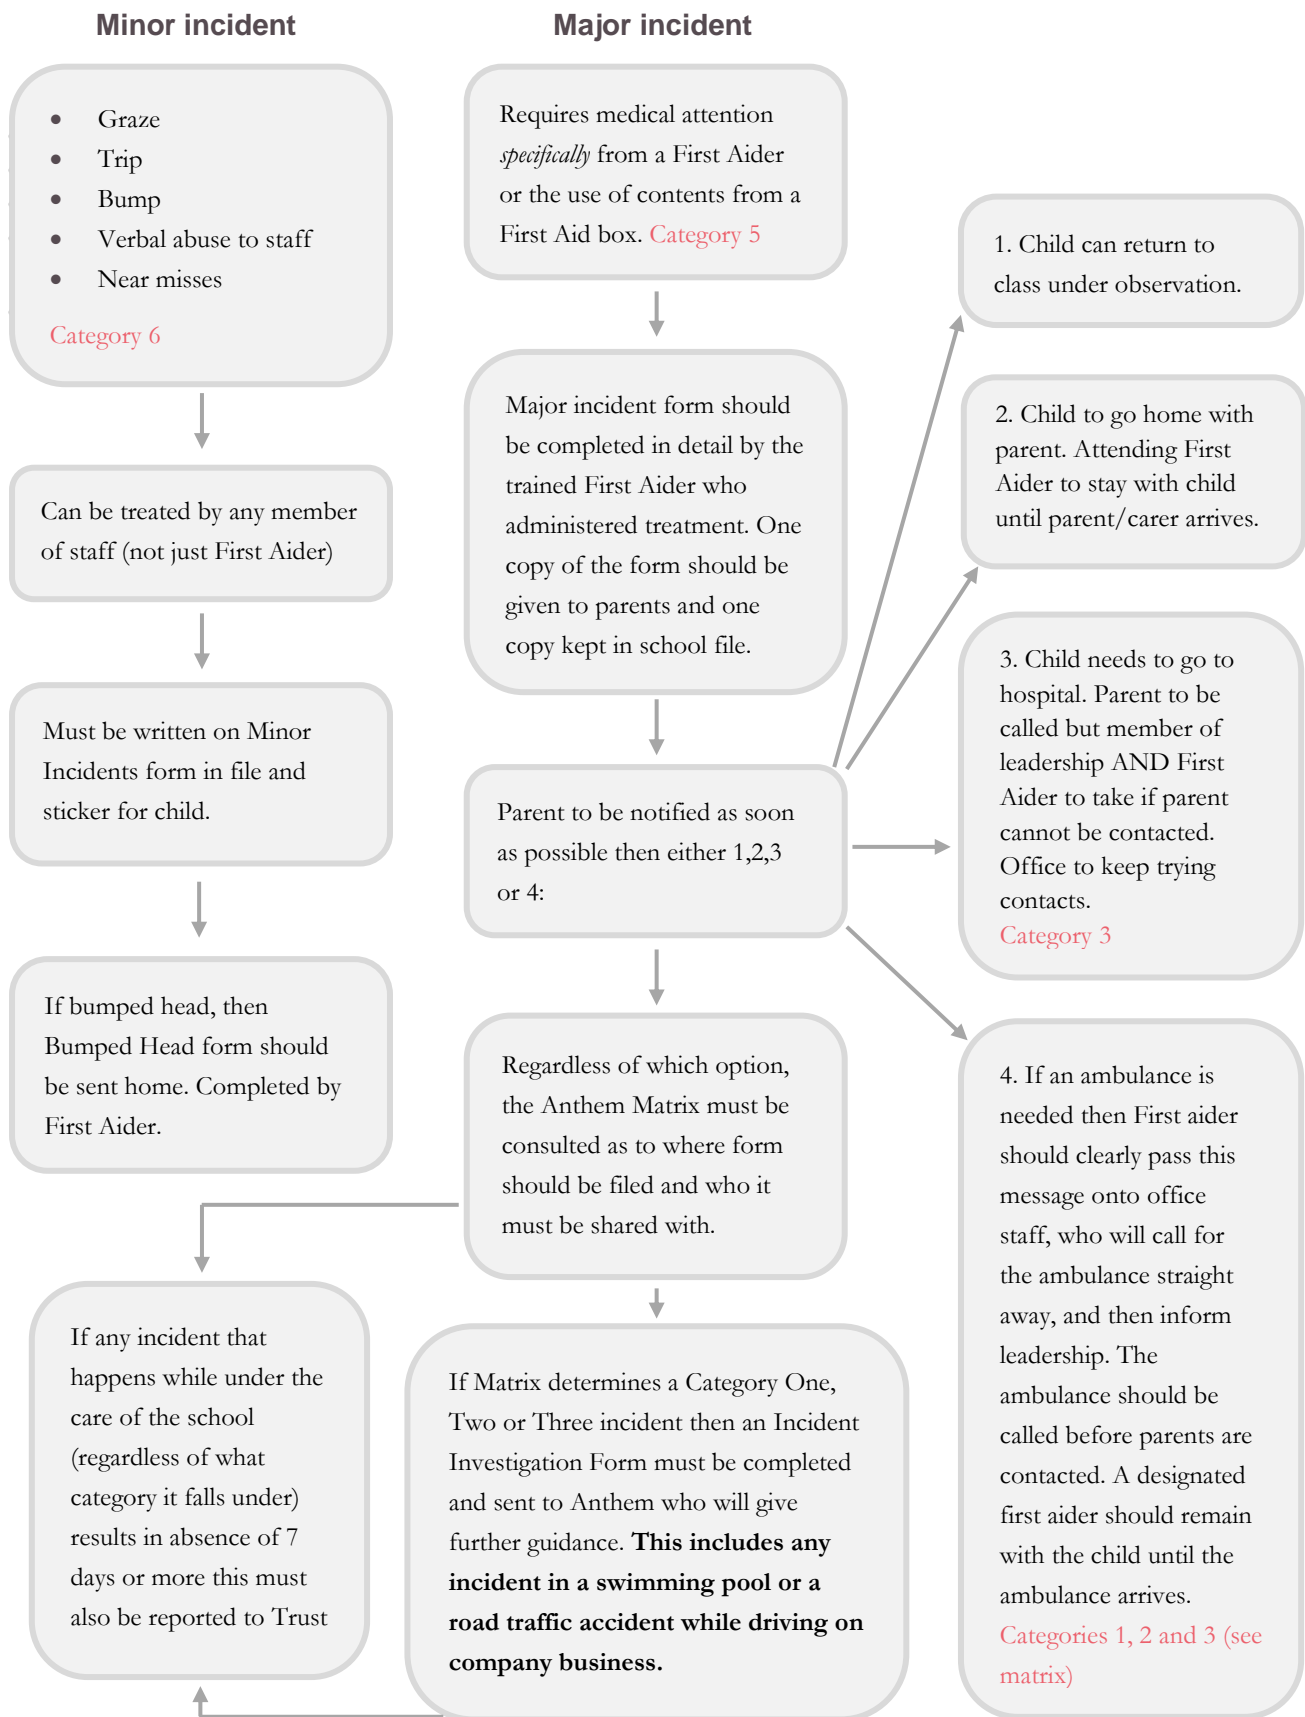 Minor incident
• Graze
• Trip
• Bump
• Verbal abuse to staff
• Near misses
Category 6
Can be treated by any member
of staff (not just First Aider)
Must be written on Minor
Incidents form in file and
sticker for child.
If bumped head, then
Bumped Head form should
be sent home. Completed by
First Aider.
If any incident that
happens while under the
care of the school
(regardless of what
category it falls under)
results in absence of 7
days or more this must
also be reported to Trust
Major incident
Requires medical attention
specifically from a First Aider
or the use of contents from a
First Aid box. Category 5
Major incident form should
be completed in detail by the
trained First Aider who
administered treatment. One
copy of the form should be
given to parents and one
copy kept in school file.
Parent to be notified as soon
as possible then either 1,2,3
or 4:
Regardless of which option,
the Anthem Matrix must be
consulted as to where form
should be filed and who it
must be shared with.
If Matrix determines a Category One,
Two or Three incident then an Incident
Investigation Form must be completed
and sent to Anthem who will give
further guidance. This includes any
incident in a swimming pool or a
road traffic accident while driving on
company business.
1. Child can return to
class under observation.
2. Child to go home with
parent. Attending First
Aider to stay with child
until parent/carer arrives.
3. Child needs to go to
hospital. Parent to be
called but member of
leadership AND First
Aider to take if parent
cannot be contacted.
Office to keep trying
contacts.
Category 3
4. If an ambulance is
needed then First aider
should clearly pass this
message onto office
staff, who will call for
the ambulance straight
away, and then inform
leadership. The
ambulance should be
called before parents are
contacted. A designated
first aider should remain
with the child until the
ambulance arrives.
Categories 1, 2 and 3 (see
matrix)